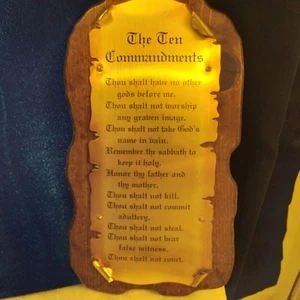 The Ten
Commandments
Thou shalt have no other
gods before me.
Thou shalt not worship
any graven image.
Thou shalt not take God's
name in vain.
Remember the sabbath to
keep it holy.
Honor thy father and
thy mother.
Thou shalt not kill.
Thou shalt not commit
adultery.
Thou shalt not steal.
Thou shalt not bear
false witness.
Thou shalt not covet.